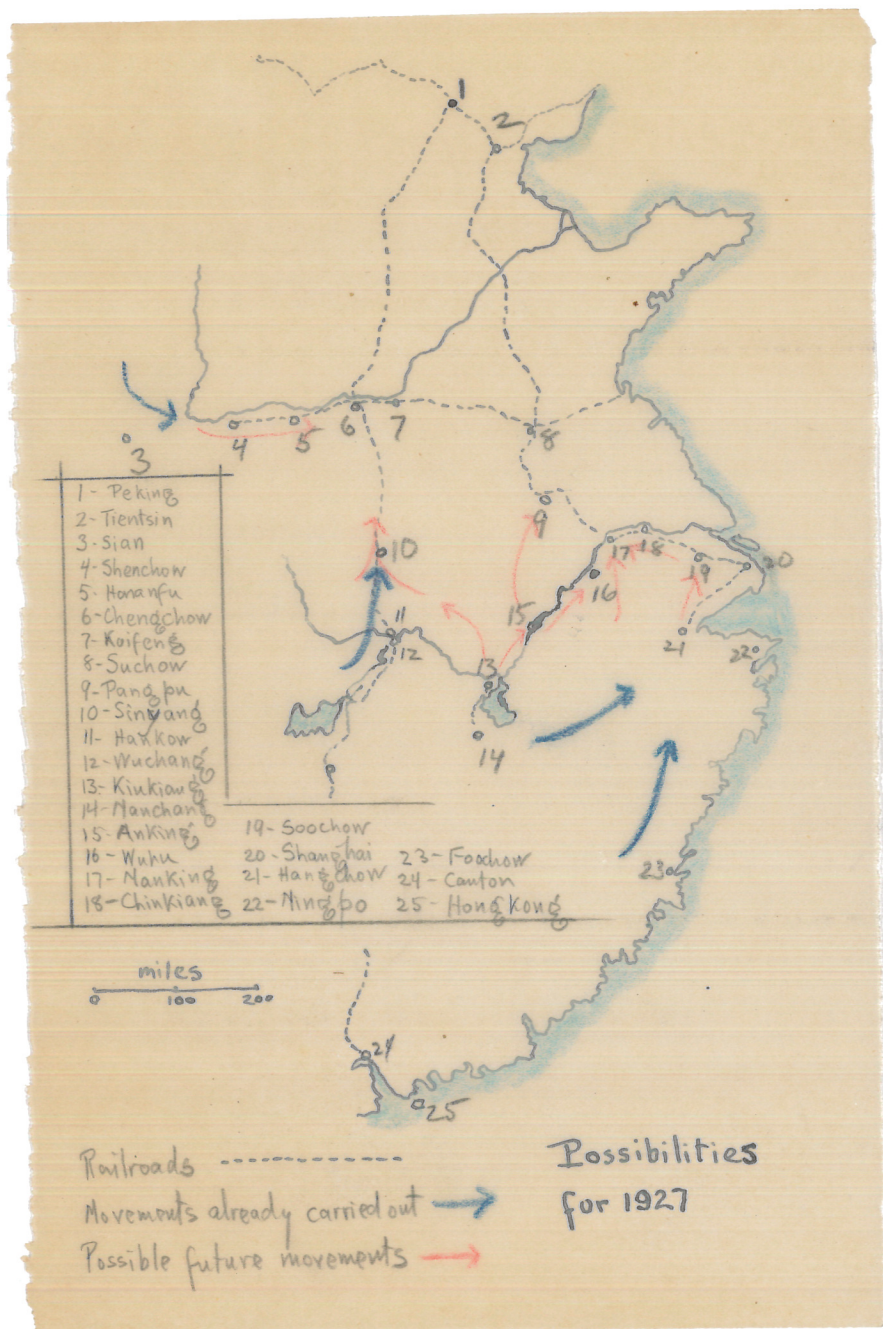 1
2
3
4
5
6
7
8
9
10
11
12
13
14
15
16
17
18
19
20
21
22
23
24
25
1- Peking
2- Tientsin
3- Sian
4- Shenchow
5- Honanfu
6- Chengchow
7- Kaifeng
8- Suchow
9- Pang pu
10- Sinyang
11- Hankow
12- Wuchang
13- Kiukiang
14- Nanchang
15- Anking
16- Wuhu
17- Nanking
18- Chinkiang
19- Soochow
20- Shanghai
21- Hangchow
22- Ningpo
23- Foochow
24- Canton
25- Hong Kong
miles
0 100 200
Railroads
Movements already carried out
Possible future movements
Possibilities
for 1927